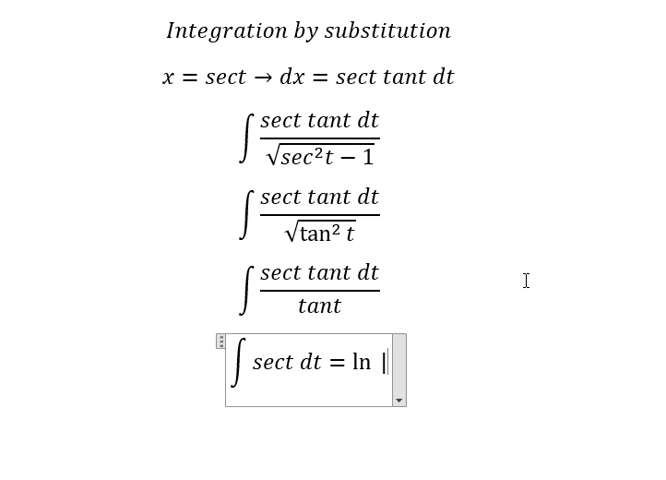 Integration by substitution
x = sect → dx = sect tant dt
∫ sect tant dt / √(sec²t − 1)
∫ sect tant dt / √(tan² t)
∫ sect tant dt / tant
∫ sect dt = ln |